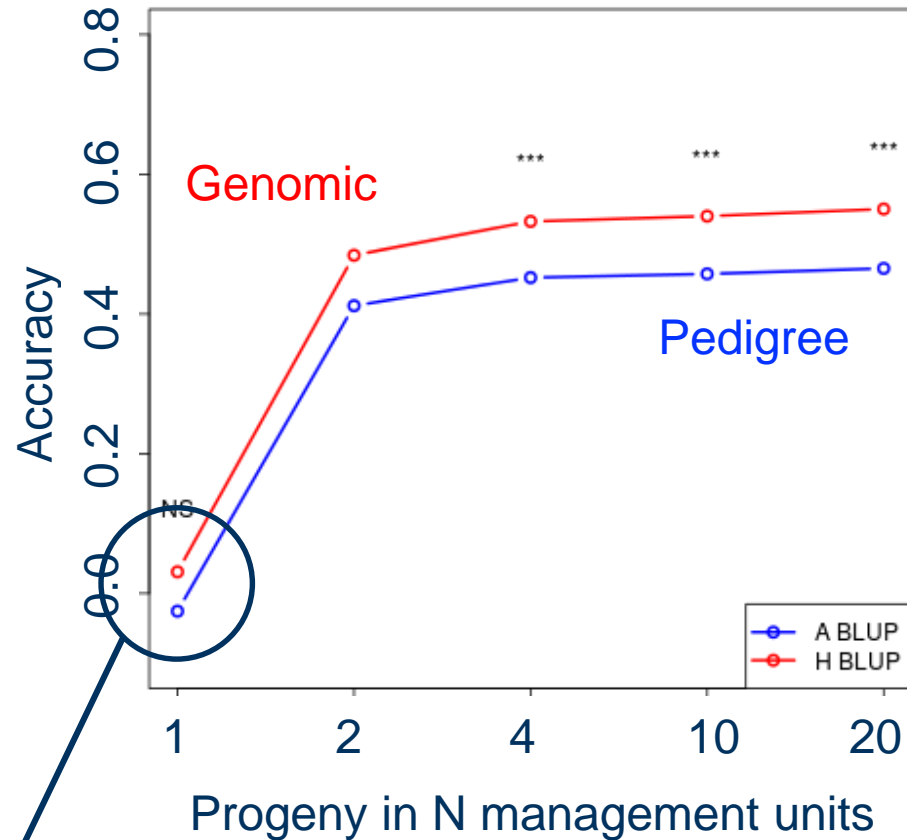 0.8
0.6
0.4
0.2
0.0
Accuracy
Genomic
Pedigree
***
***
***
NS
A BLUP
H BLUP
1 2 4 10 20
Progeny in N management units